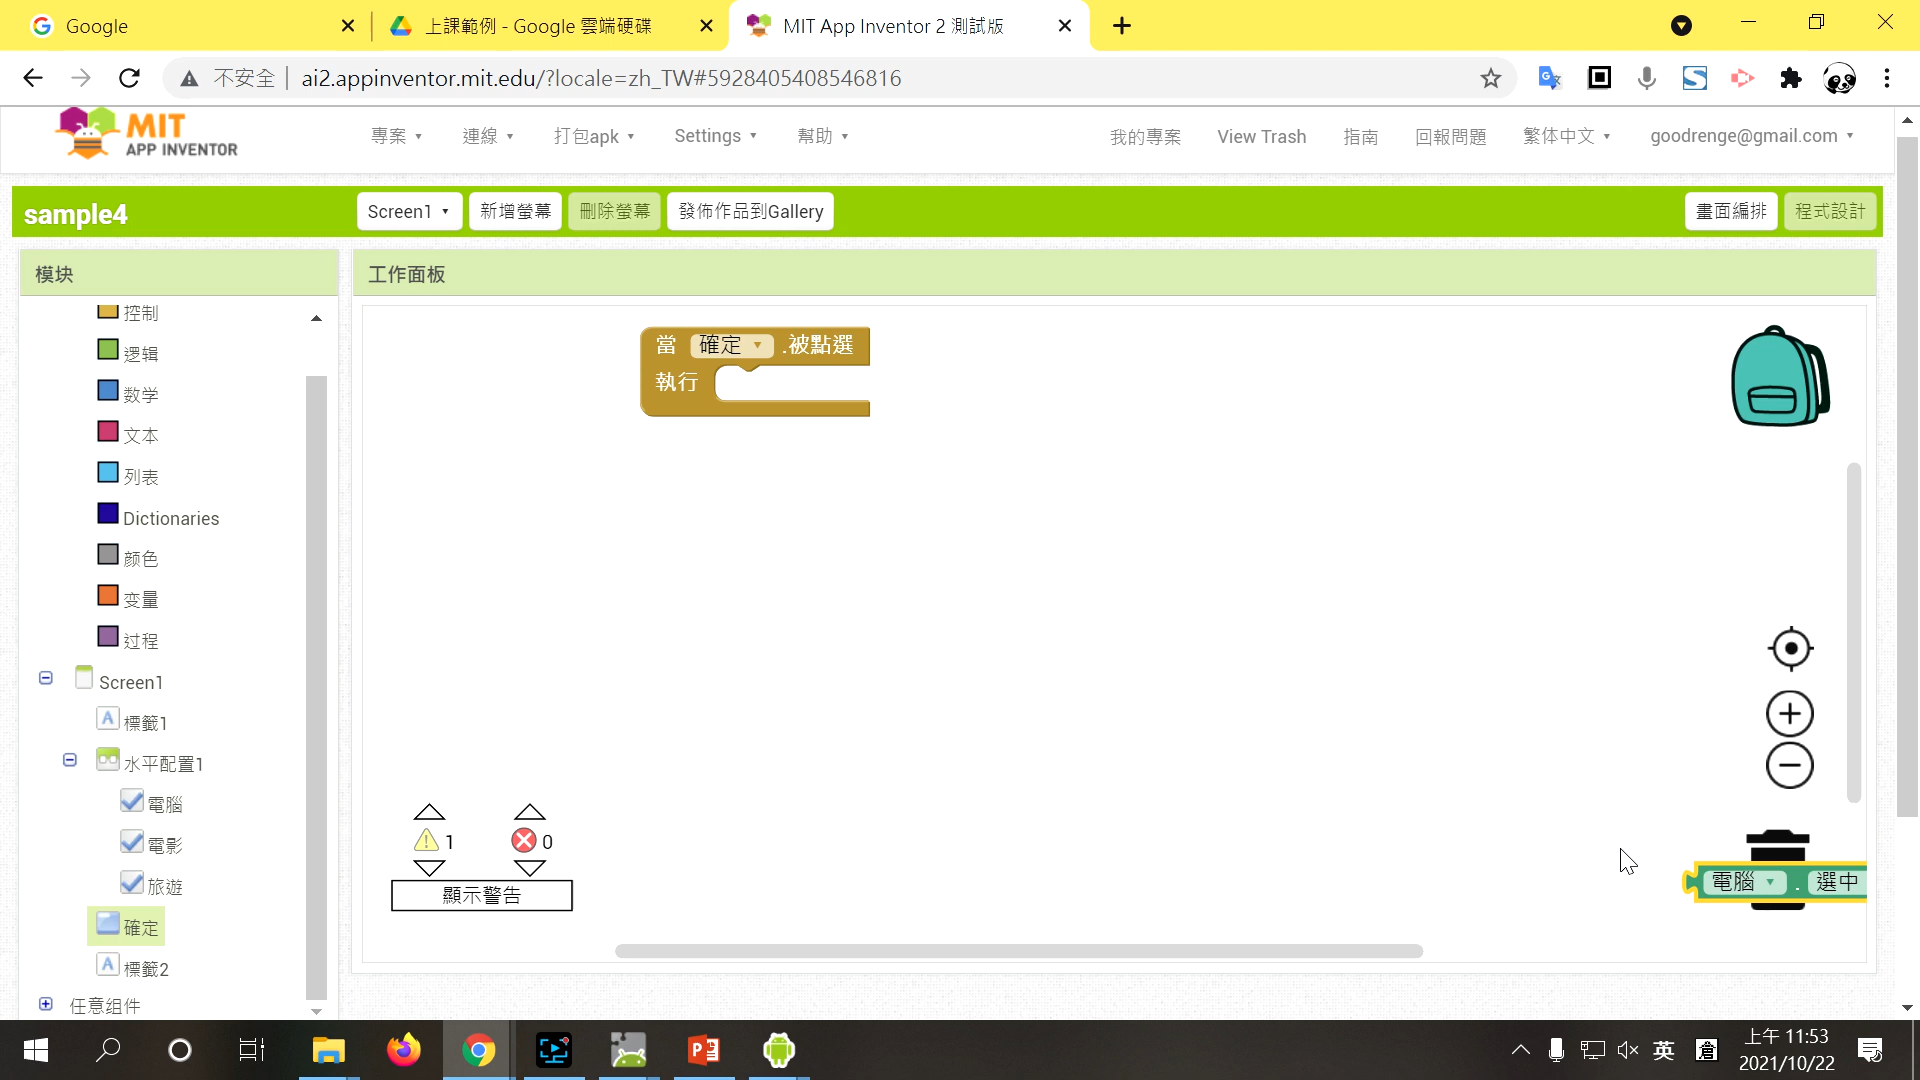 Google
上課範例 - Google 雲端硬碟
MIT App Inventor 2 測試版
不安全
ai2.appinventor.mit.edu/?locale=zh_TW#5928405408546816
MIT
APP INVENTOR
專案
連線
打包apk
Settings
幫助
我的專案
View Trash
指南
回報問題
繁体中文
goodrenge@gmail.com
sample4
Screen1
新增螢幕
刪除螢幕
發佈作品到Gallery
畫面編排
程式設計
模块
工作面板
控制
逻辑
数学
文本
列表
Dictionaries
颜色
变量
过程
Screen1
標籤1
水平配置1
電腦
電影
旅遊
確定
標籤2
任意组件
當 確定 .被點選
執行
1
0
顯示警告
電腦 . 選中
英
倉
上午 11:53
2021/10/22